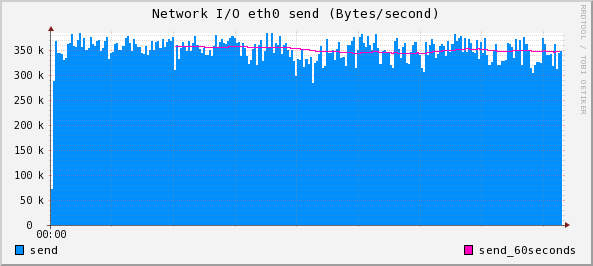 Network I/O eth0 send (Bytes/second)
RRDTOOL / TOBI OETIKER
350 k
300 k
250 k
200 k
150 k
100 k
50 k
0
00:00
send
send_60seconds